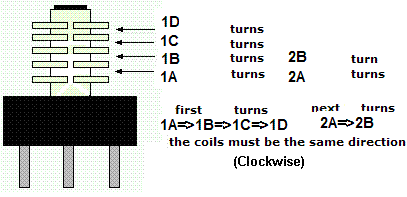 1D turns
1C turns
1B turns 2B turn
1A turns 2A turns
first turns next turns
1A=>1B=>1C=>1D 2A=>2B
the coils must be the same direction
(Clockwise)